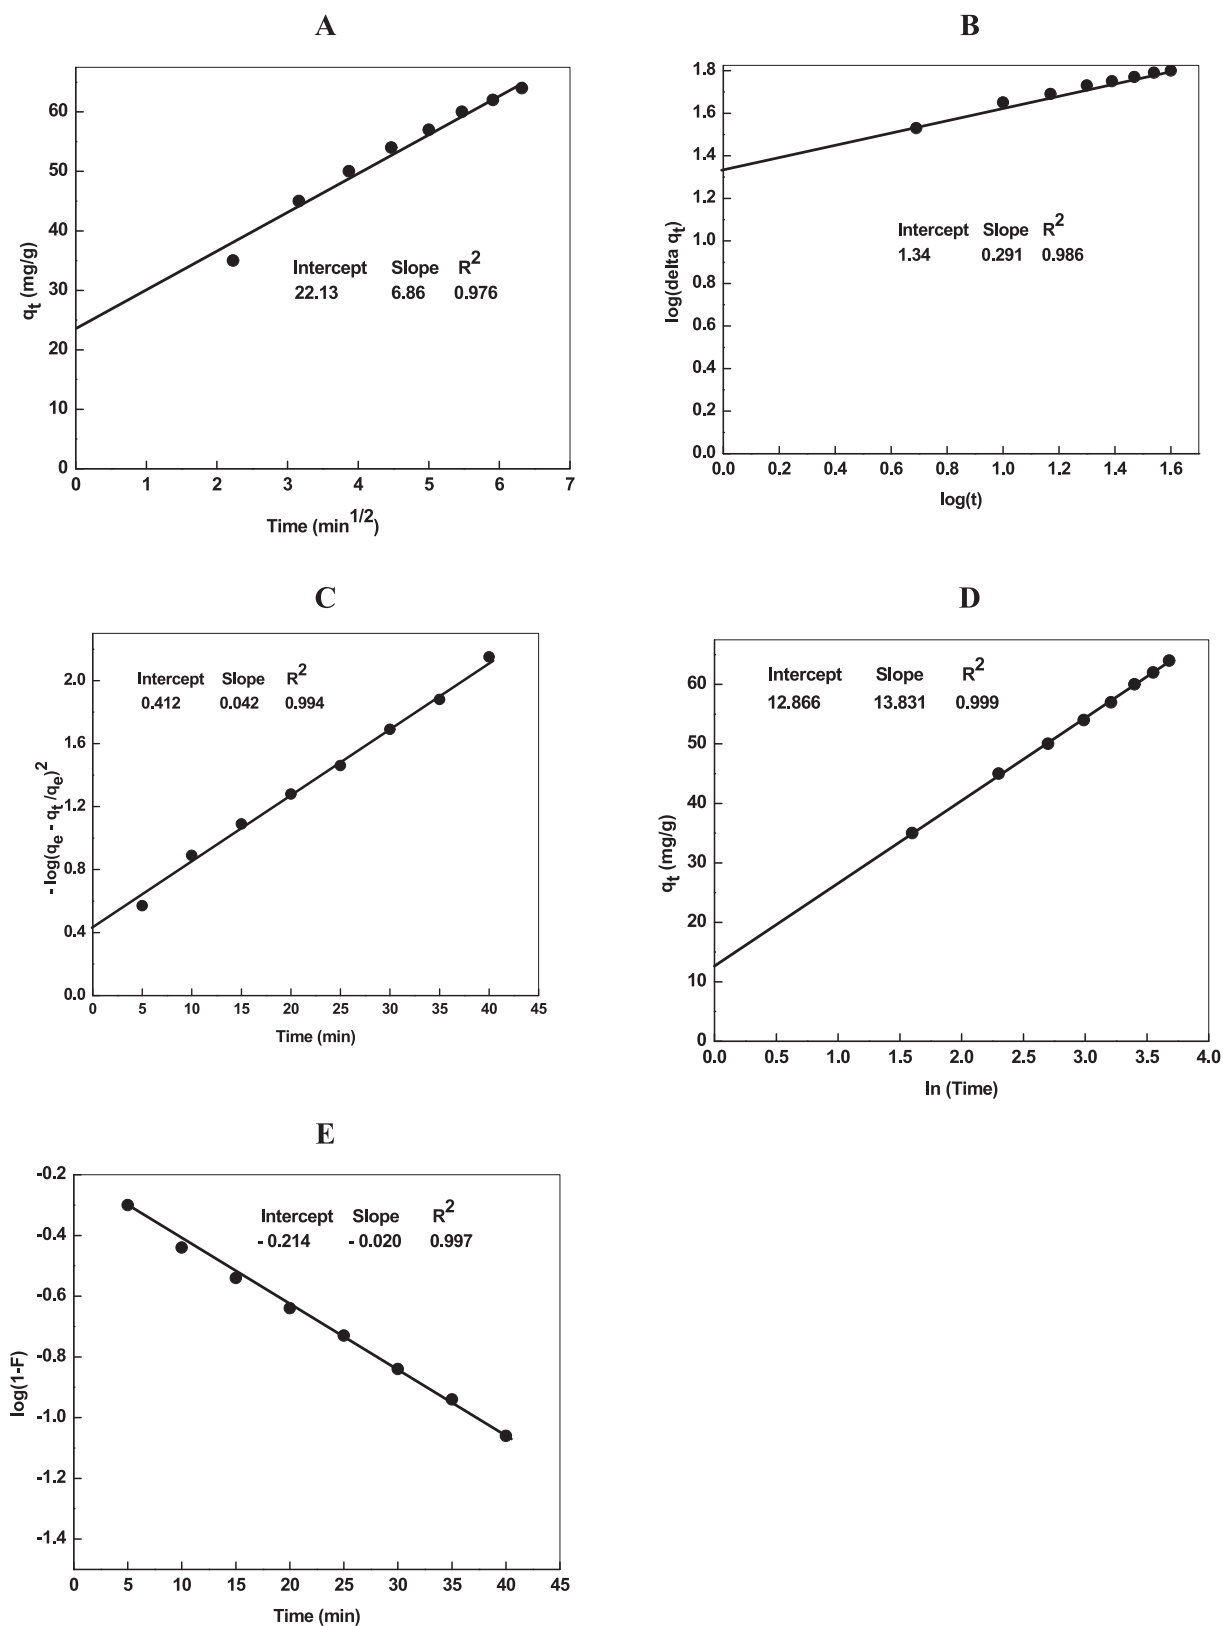 A
q_t (mg/g)
60
50
40
30
20
10
0
0 1 2 3 4 5 6 7
Time (min^1/2)
Intercept Slope R^2
22.13 6.86 0.976
B
log(delta q_t)
1.8
1.6
1.4
1.2
1.0
0.8
0.6
0.4
0.2
0.0
0.0 0.2 0.4 0.6 0.8 1.0 1.2 1.4 1.6
log(t)
Intercept Slope R^2
1.34 0.291 0.986
C
- log(q_e - q_t /q_e)^2
2.0
1.6
1.2
0.8
0.4
0.0
0 5 10 15 20 25 30 35 40 45
Time (min)
Intercept Slope R^2
0.412 0.042 0.994
D
q_t (mg/g)
60
50
40
30
20
10
0
0.0 0.5 1.0 1.5 2.0 2.5 3.0 3.5 4.0
ln (Time)
Intercept Slope R^2
12.866 13.831 0.999
E
log(1-F)
-0.2
-0.4
-0.6
-0.8
-1.0
-1.2
-1.4
0 5 10 15 20 25 30 35 40 45
Time (min)
Intercept Slope R^2
- 0.214 - 0.020 0.997